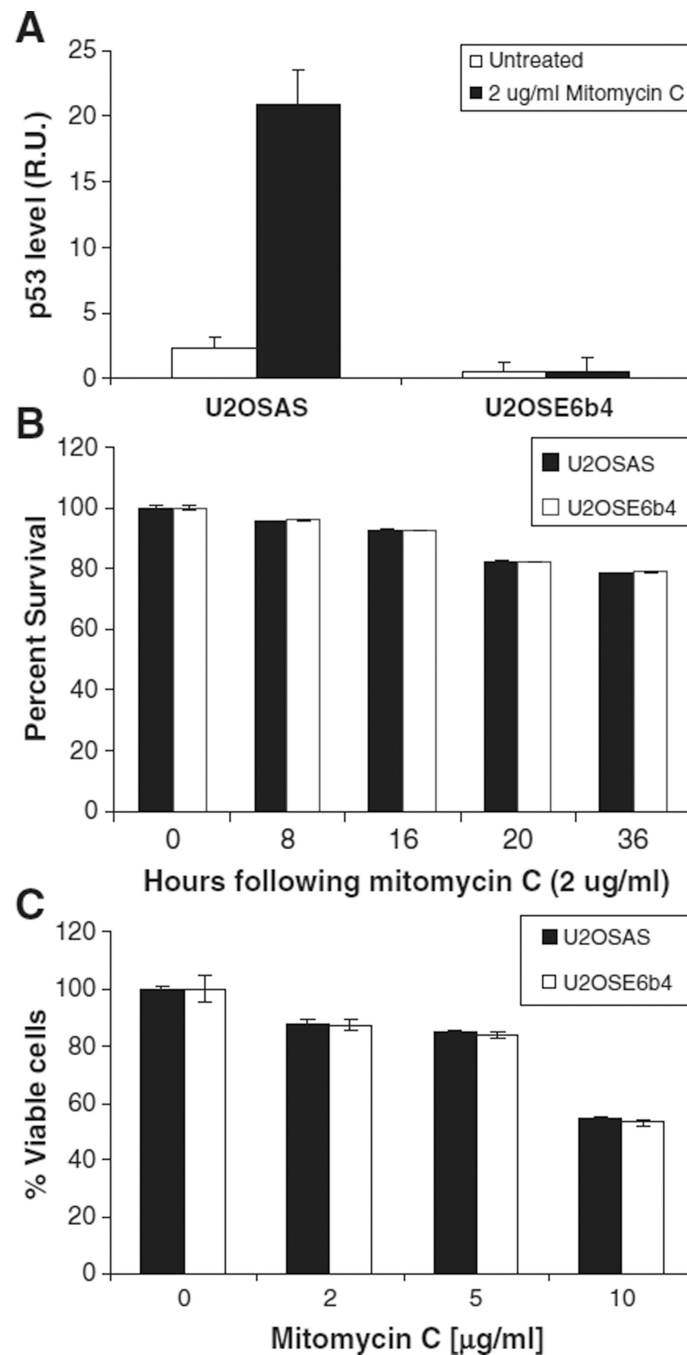 A
25
20
15
10
5
0
p53 level (R.U.)
Untreated
2 ug/ml Mitomycin C
U2OSAS U2OSE6b4
B
120
100
80
60
40
20
0
Percent Survival
U2OSAS
U2OSE6b4
0 8 16 20 36
Hours following mitomycin C (2 ug/ml)
C
120
100
80
60
40
20
0
% Viable cells
U2OSAS
U2OSE6b4
0 2 5 10
Mitomycin C [µg/ml]